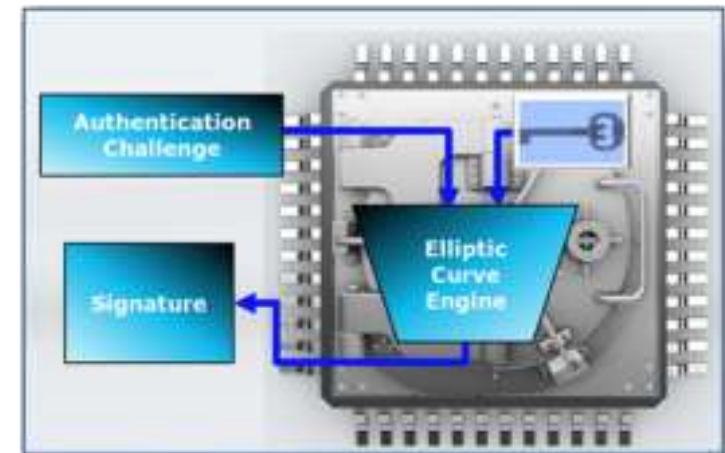 Authentication
Challenge
Elliptic
Curve
Engine
Signature